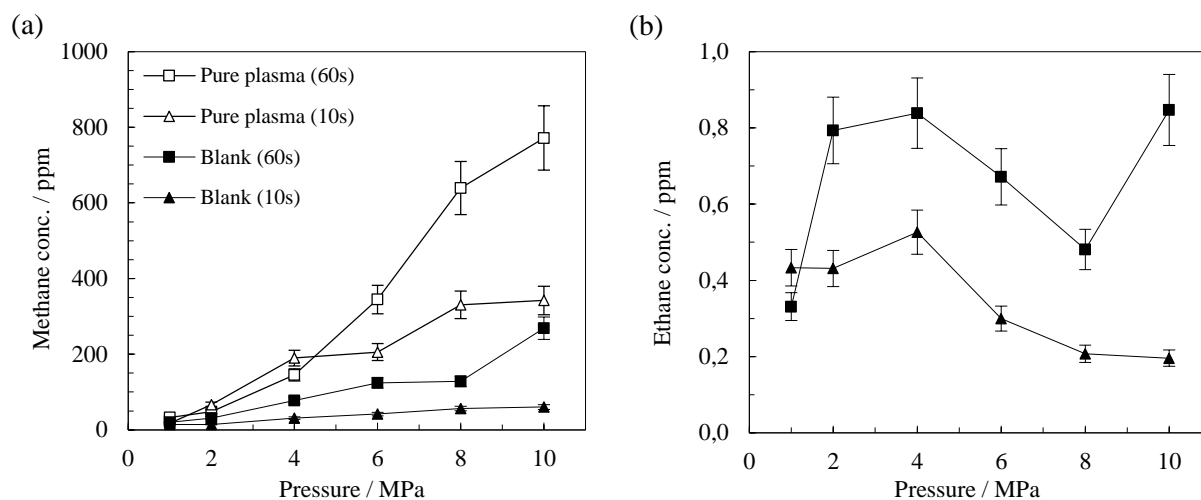 (a)
Methane conc. / ppm
1000
800
600
400
200
0
Pure plasma (60s)
Pure plasma (10s)
Blank (60s)
Blank (10s)
0 2 4 6 8 10
Pressure / MPa
(b)
Ethane conc. / ppm
1,0
0,8
0,6
0,4
0,2
0,0
0 2 4 6 8 10
Pressure / MPa